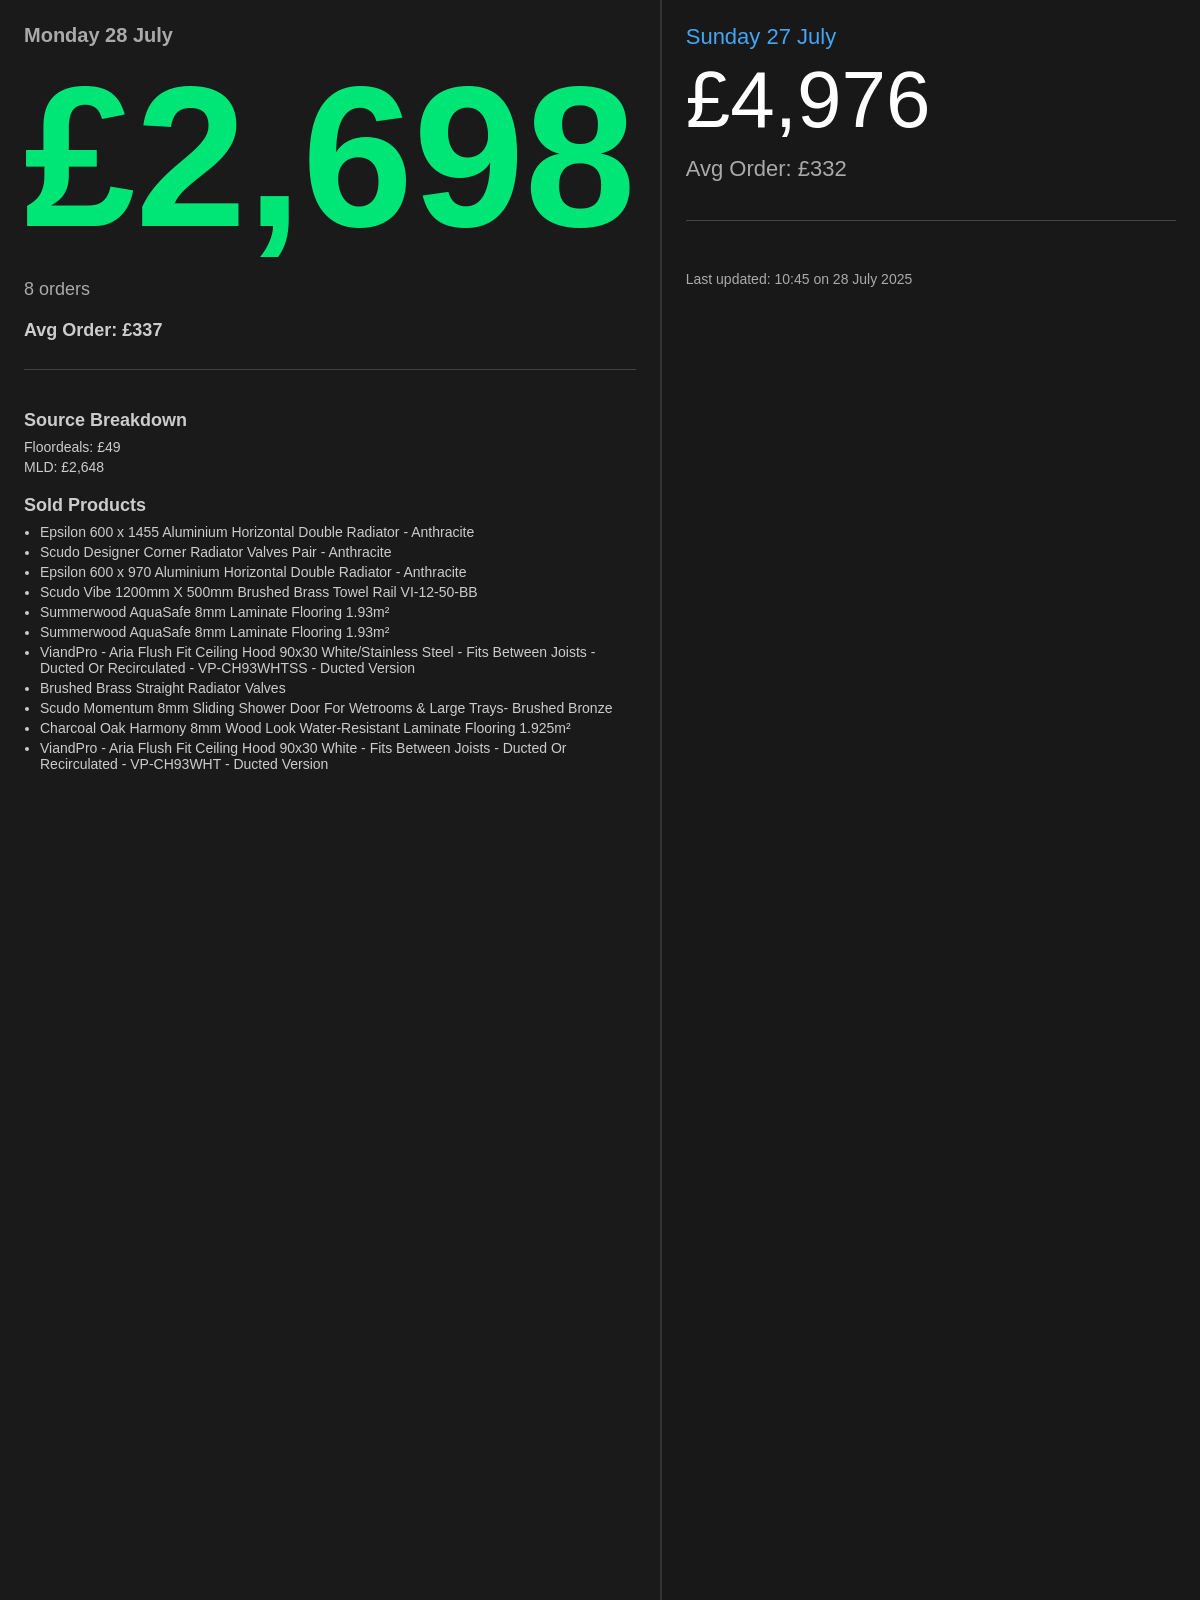 Monday 28 July
£2,698
8 orders
Avg Order: £337
Source Breakdown
Floordeals: £49
MLD: £2,648
Sold Products
• Epsilon 600 x 1455 Aluminium Horizontal Double Radiator - Anthracite
• Scudo Designer Corner Radiator Valves Pair - Anthracite
• Epsilon 600 x 970 Aluminium Horizontal Double Radiator - Anthracite
• Scudo Vibe 1200mm X 500mm Brushed Brass Towel Rail VI-12-50-BB
• Summerwood AquaSafe 8mm Laminate Flooring 1.93m²
• Summerwood AquaSafe 8mm Laminate Flooring 1.93m²
• ViandPro - Aria Flush Fit Ceiling Hood 90x30 White/Stainless Steel - Fits Between Joists -
Ducted Or Recirculated - VP-CH93WHTSS - Ducted Version
• Brushed Brass Straight Radiator Valves
• Scudo Momentum 8mm Sliding Shower Door For Wetrooms & Large Trays- Brushed Bronze
• Charcoal Oak Harmony 8mm Wood Look Water-Resistant Laminate Flooring 1.925m²
• ViandPro - Aria Flush Fit Ceiling Hood 90x30 White - Fits Between Joists - Ducted Or
Recirculated - VP-CH93WHT - Ducted Version
Sunday 27 July
£4,976
Avg Order: £332
Last updated: 10:45 on 28 July 2025